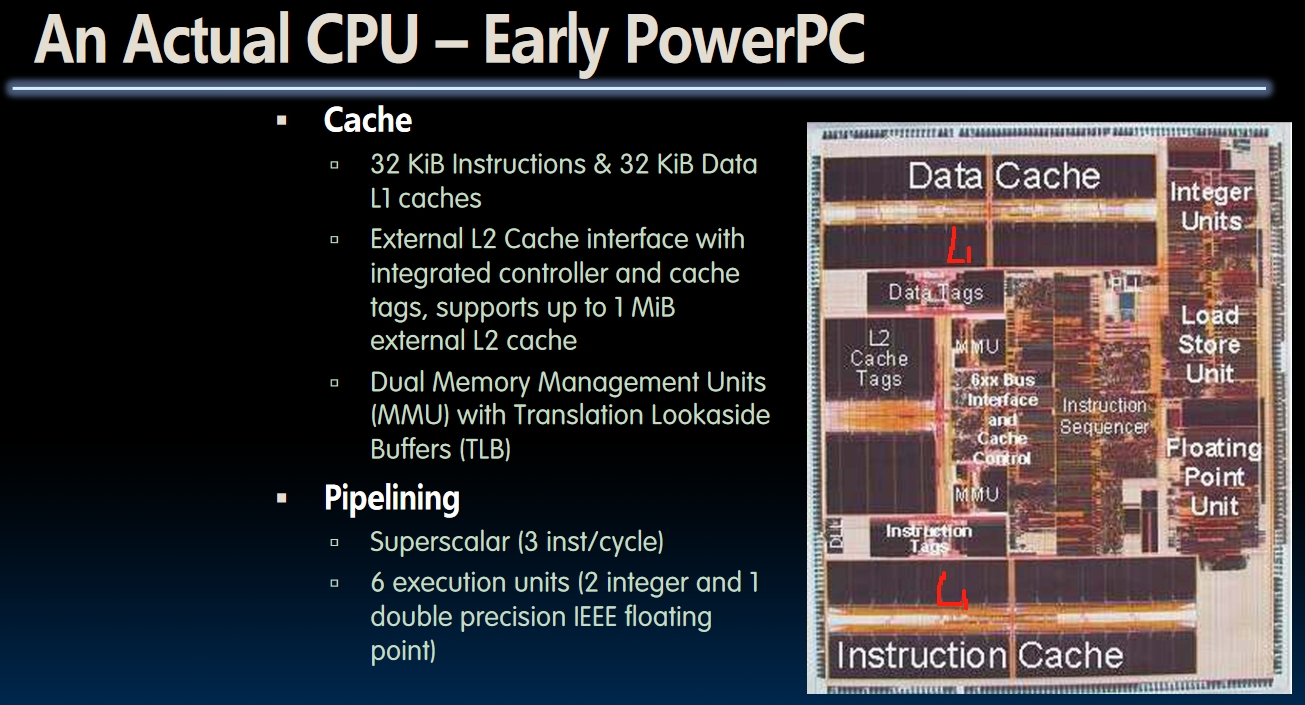 An Actual CPU – Early PowerPC
▪ Cache
▫ 32 KiB Instructions & 32 KiB Data
L1 caches
▫ External L2 Cache interface with
integrated controller and cache
tags, supports up to 1 MiB
external L2 cache
▫ Dual Memory Management Units
(MMU) with Translation Lookaside
Buffers (TLB)
▪ Pipelining
▫ Superscalar (3 inst/cycle)
▫ 6 execution units (2 integer and 1
double precision IEEE floating
point)
Data Cache
L1
Integer
Units
Data Tags
PLL
L2
Cache
Tags
MMU
6xx Bus
Interface
and
Cache
Control
MMU
Instruction
Sequencer
Load
Store
Unit
Floating
Point
Unit
DLL
Instruction
Tags
L1
Instruction Cache